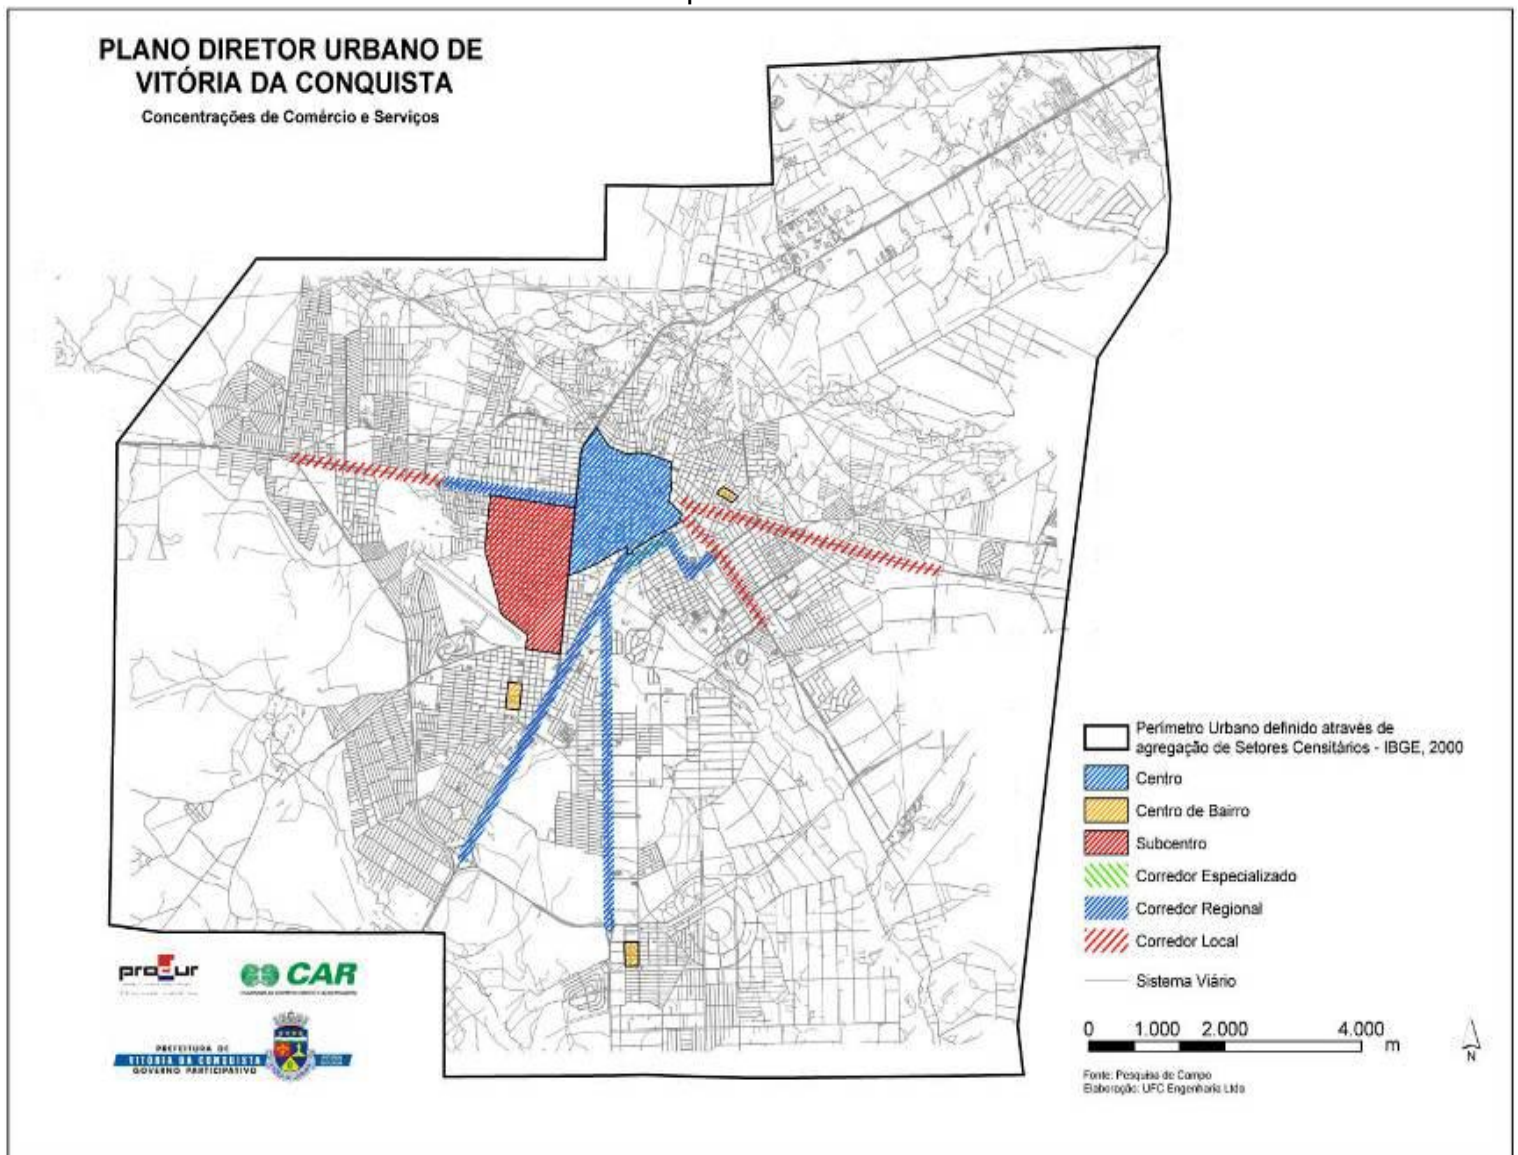 PLANO DIRETOR URBANO DE
VITÓRIA DA CONQUISTA
Concentrações de Comércio e Serviços
Perímetro Urbano definido através de
agregação de Setores Censitários - IBGE, 2000
Centro
Centro de Bairro
Subcentro
Corredor Especializado
Corredor Regional
Corredor Local
Sistema Viário
0 1.000 2.000 4.000
m
N
Fonte: Pesquisa de Campo
Elaboração: UFC Engenharia Ltda
produr
CAR
PREFEITURA DE
VITÓRIA DA CONQUISTA
GOVERNO PARTICIPATIVO